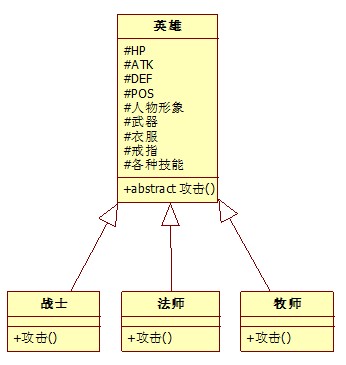 英雄
#HP
#ATK
#DEF
#POS
#人物形象
#武器
#衣服
#戒指
#各种技能
+abstract 攻击()
战士
+攻击()
法师
+攻击()
牧师
+攻击()